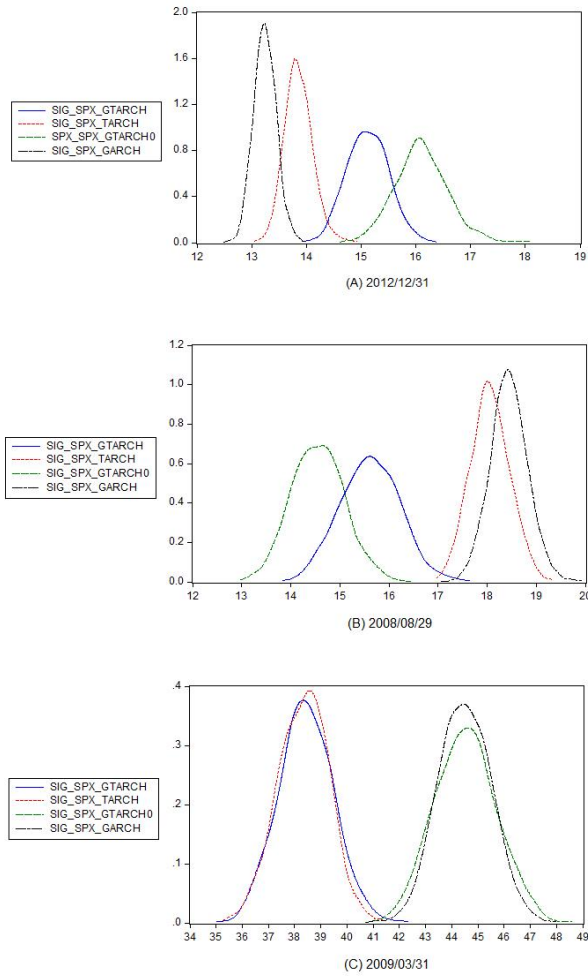 2.0
1.6
1.2
0.8
0.4
0.0
12 13 14 15 16 17 18 19
SIG_SPX_GTARCH
SIG_SPX_TARCH
SPX_SPX_GTARCH0
SIG_SPX_GARCH
(A) 2012/12/31
1.2
1.0
0.8
0.6
0.4
0.2
0.0
12 13 14 15 16 17 18 19 20
SIG_SPX_GTARCH
SIG_SPX_TARCH
SIG_SPX_GTARCH0
SIG_SPX_GARCH
(B) 2008/08/29
.4
.3
.2
.1
.0
34 35 36 37 38 39 40 41 42 43 44 45 46 47 48 49
SIG_SPX_GTARCH
SIG_SPX_TARCH
SIG_SPX_GTARCH0
SIG_SPX_GARCH
(C) 2009/03/31